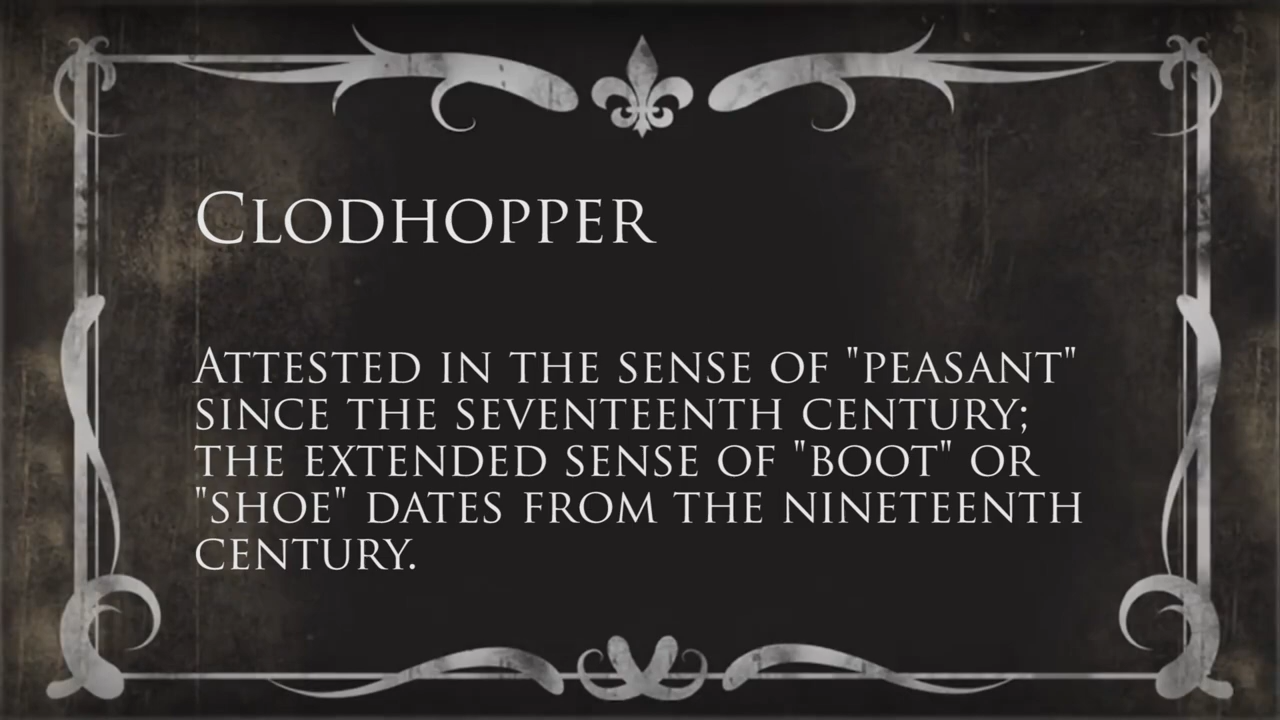 Clodhopper
Attested in the sense of "peasant"
since the seventeenth century;
the extended sense of "boot" or
"shoe" dates from the nineteenth
century.